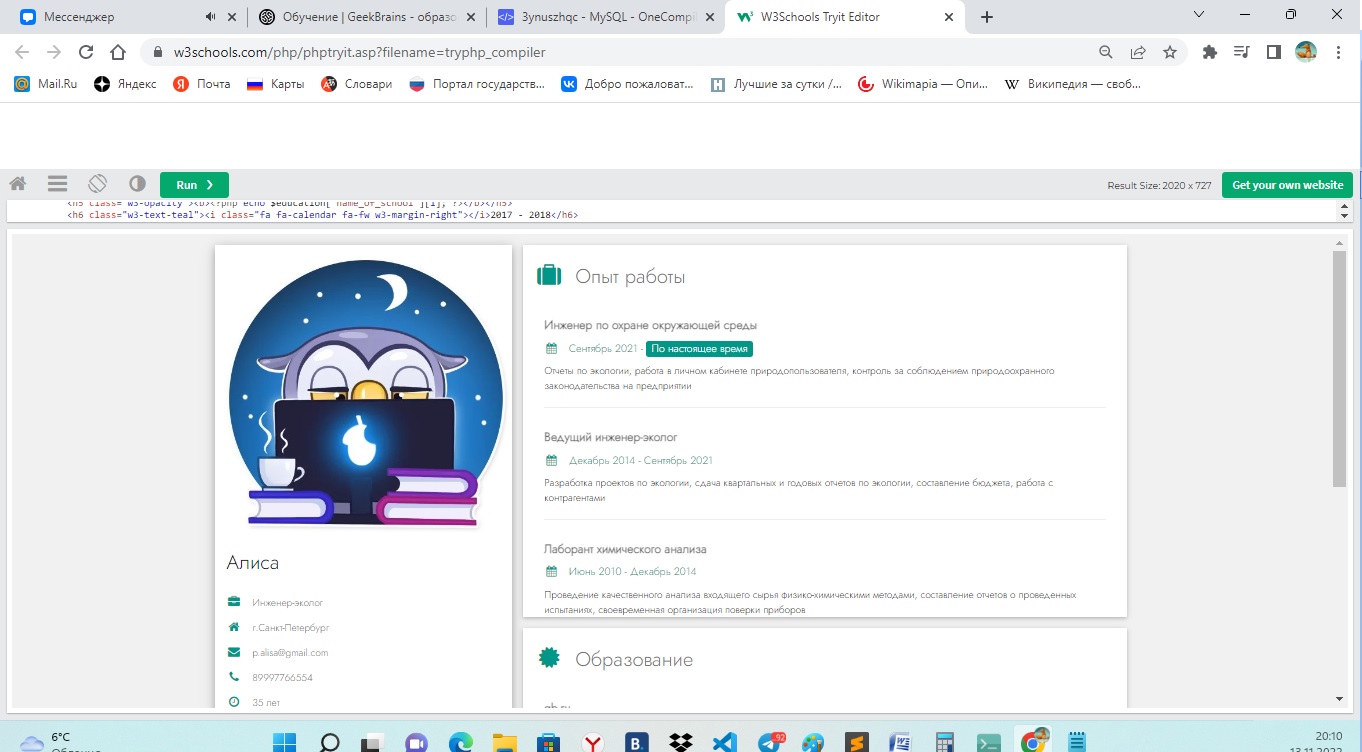 Мессенджер
Обучение | GeekBrains - образо
3ynuszhqc - MySQL - OneCompil
W3Schools Tryit Editor
w3schools.com/php/phptryit.asp?filename=tryphp_compiler
Mail.Ru
Яндекс
Почта
Карты
Словари
Портал государств...
Добро пожаловат...
Лучшие за сутки /...
Wikimapia — Опи...
Википедия — своб...
Run ❯
Result Size: 2020 x 727
Get your own website
<h5 class="w3-opacity"><b><?php echo $education['name_of_school'][1]; ?></b></h5>
<h6 class="w3-text-teal"><i class="fa fa-calendar fa-fw w3-margin-right"></i>2017 - 2018</h6>
Алиса
Инженер-эколог
г.Санкт-Петербург
p.alisa@gmail.com
89997766554
35 лет
Опыт работы
Инженер по охране окружающей среды
Сентябрь 2021 - По настоящее время
Отчеты по экологии, работа в личном кабинете природопользователя, контроль за соблюдением природоохранного
законодательства на предприятии
Ведущий инженер-эколог
Декабрь 2014 - Сентябрь 2021
Разработка проектов по экологии, сдача квартальных и годовых отчетов по экологии, составление бюджета, работа с
контрагентами
Лаборант химического анализа
Июнь 2010 - Декабрь 2014
Проведение качественного анализа входящего сырья физико-химическими методами, составление отчетов о проведенных
испытаниях, своевременная организация поверки приборов
Образование
gb.ru
6°C
92
20:10
13.11.2022